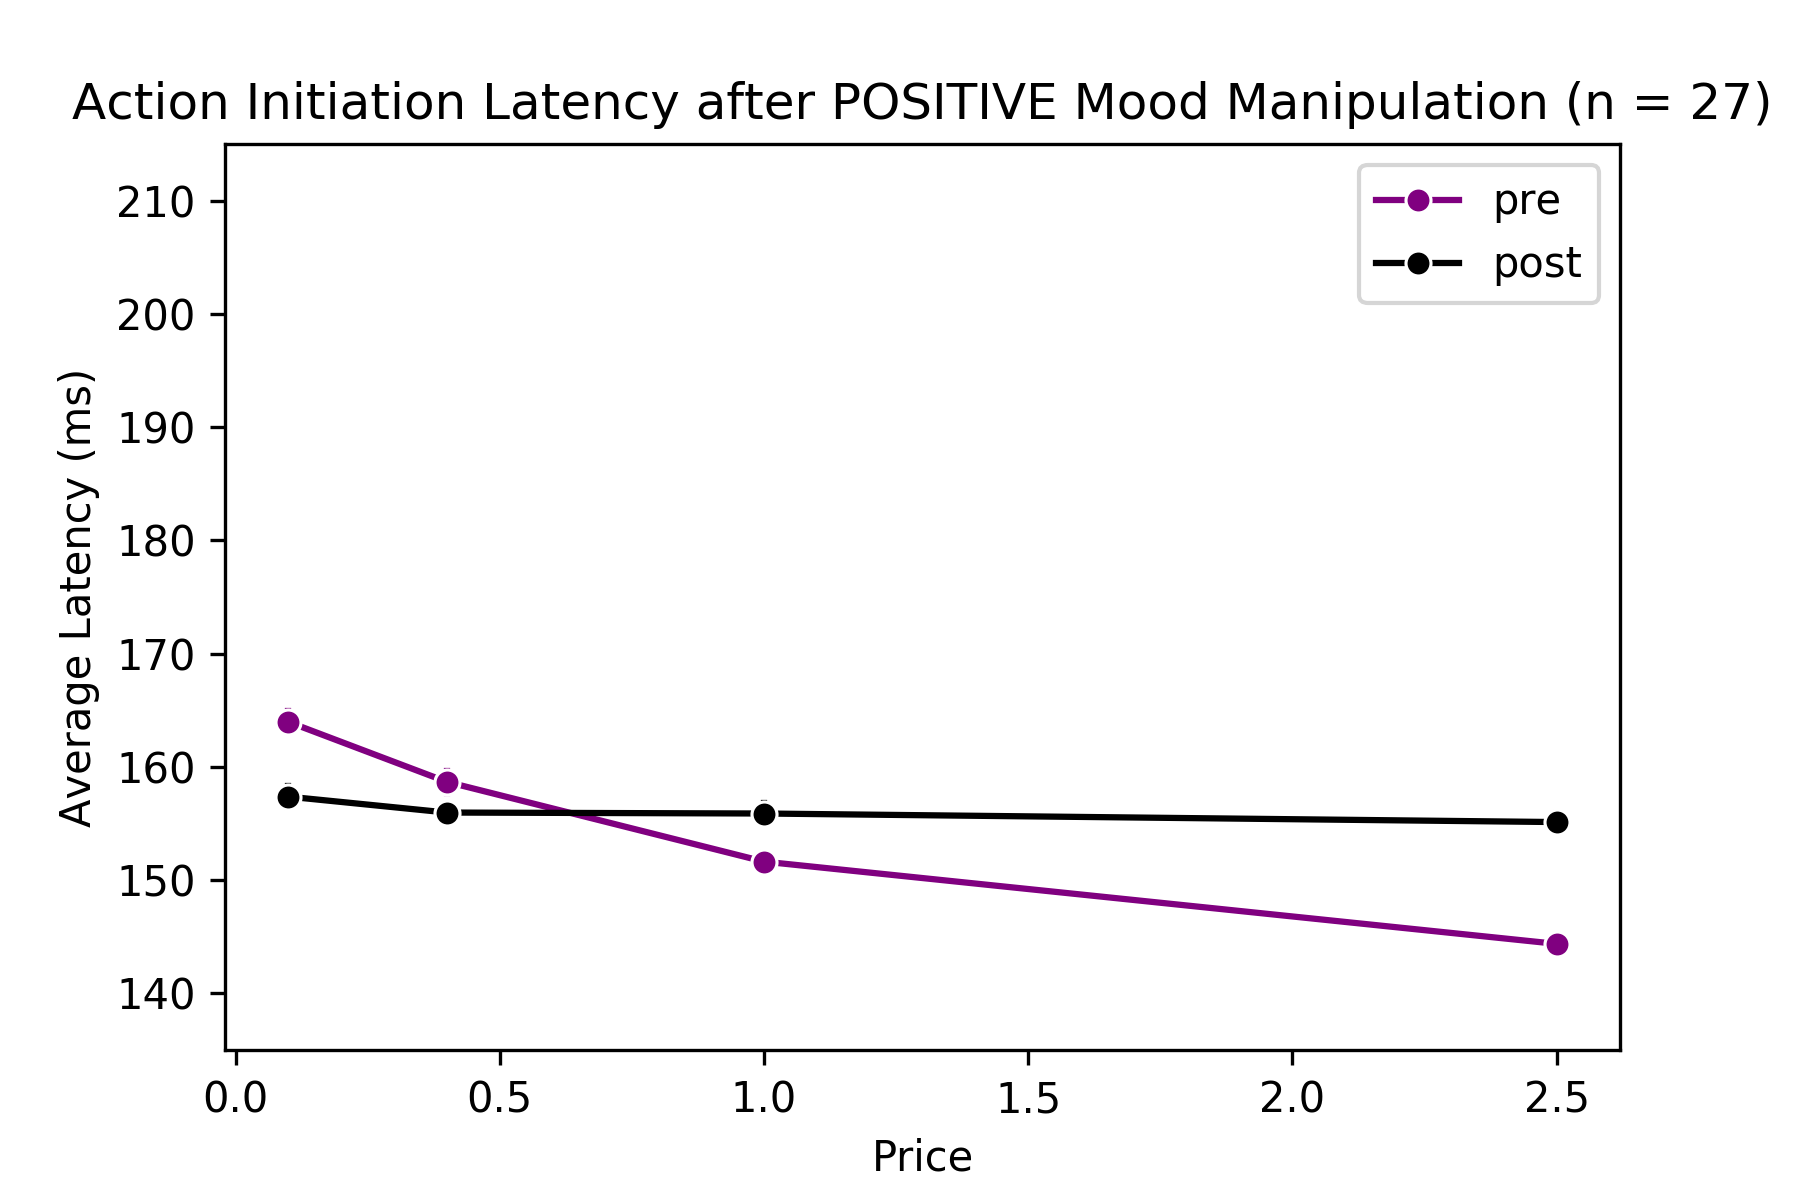 Action Initiation Latency after POSITIVE Mood Manipulation (n = 27)
pre
post
Average Latency (ms)
210
200
190
180
170
160
150
140
0.0 0.5 1.0 1.5 2.0 2.5
Price